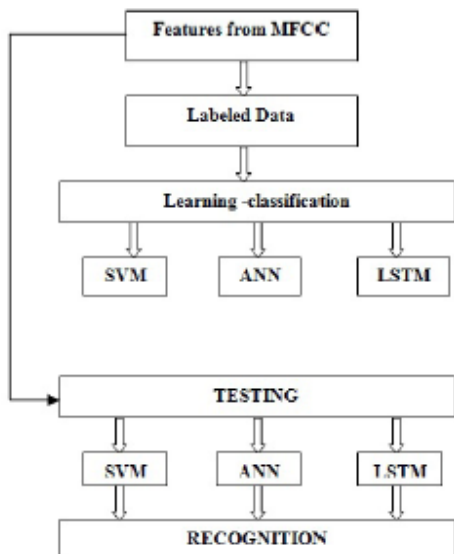 Features from MFCC
Labeled Data
Learning -classification
SVM ANN LSTM
TESTING
SVM ANN LSTM
RECOGNITION